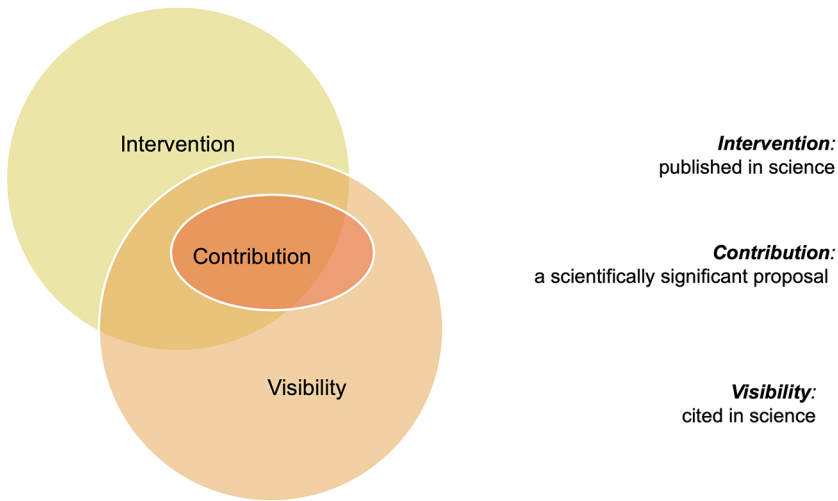 Intervention
Contribution
Visibility
Intervention:
published in science
Contribution:
a scientifically significant proposal
Visibility:
cited in science